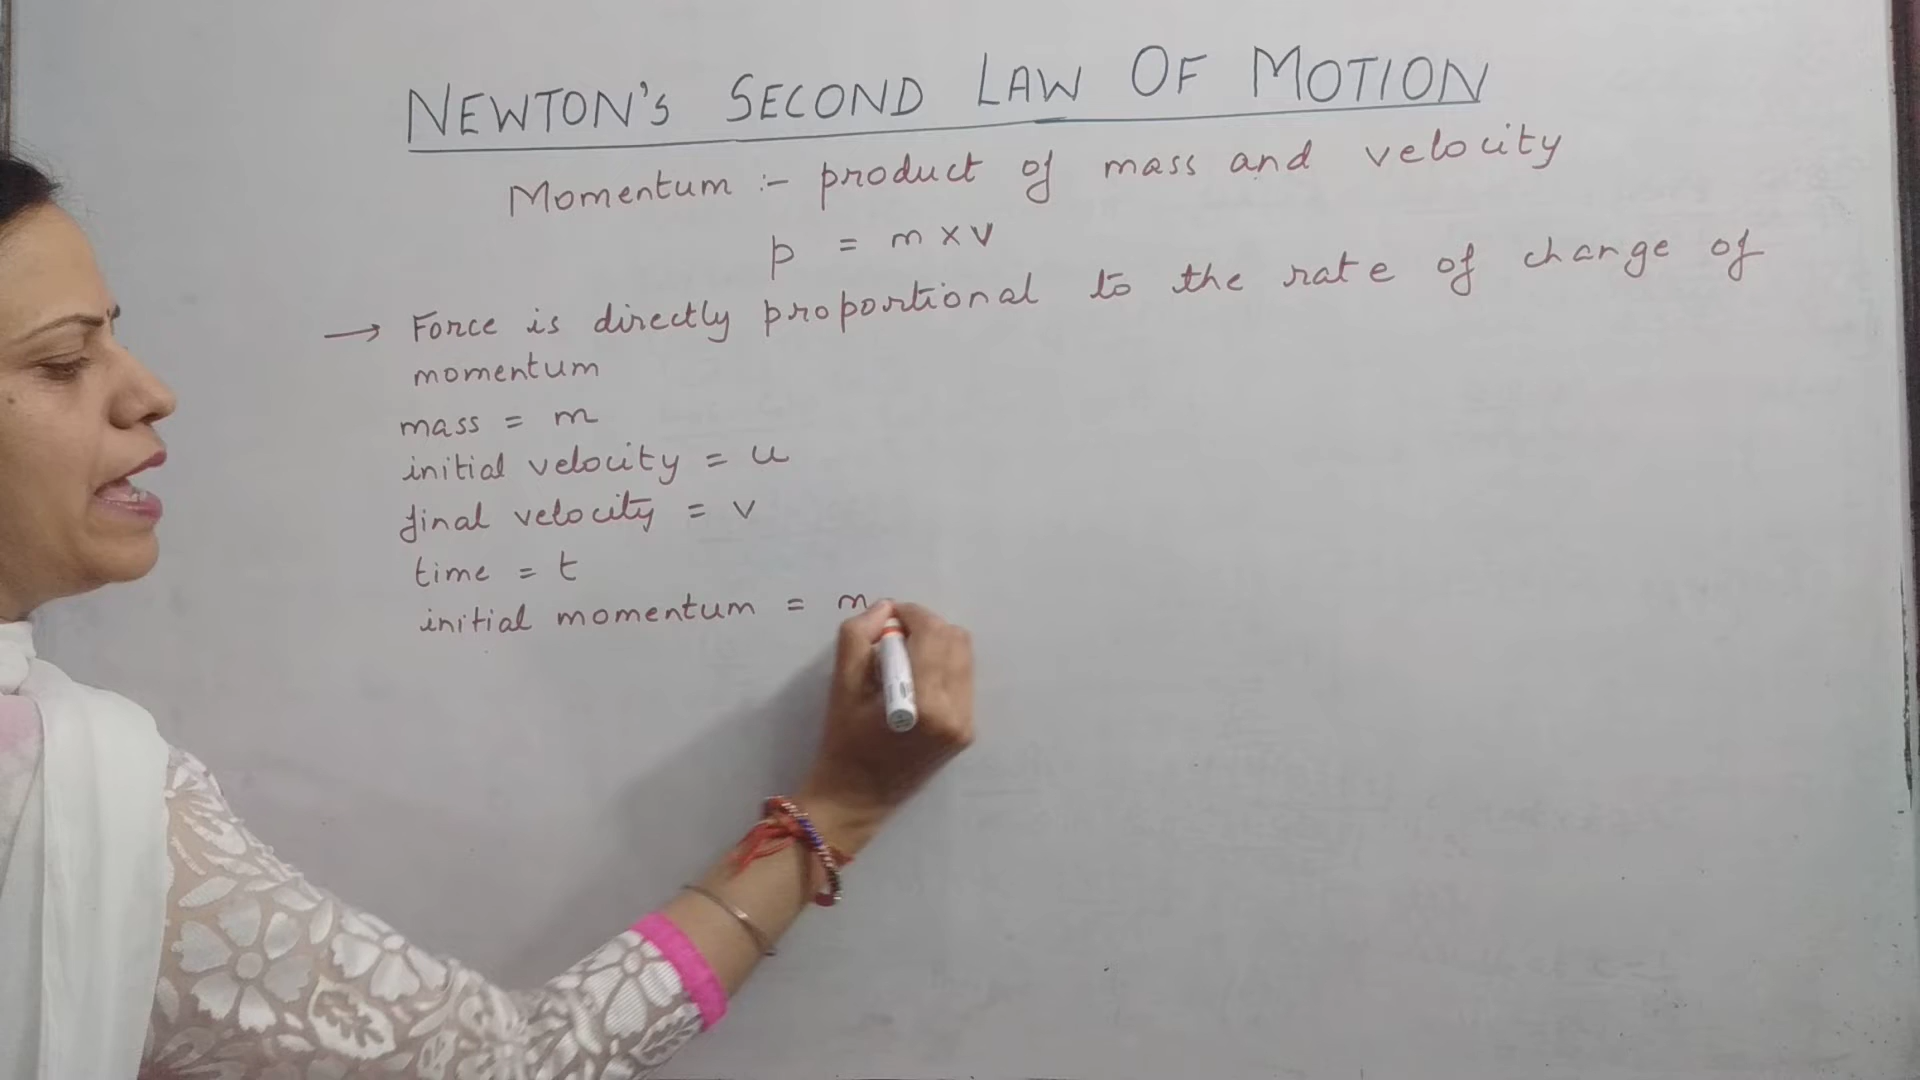 NEWTON'S SECOND LAW OF MOTION
Momentum :- product of mass and velocity
p = m x v
→ Force is directly proportional to the rate of change of
momentum
mass = m
initial velocity = u
final velocity = v
time = t
initial momentum = m